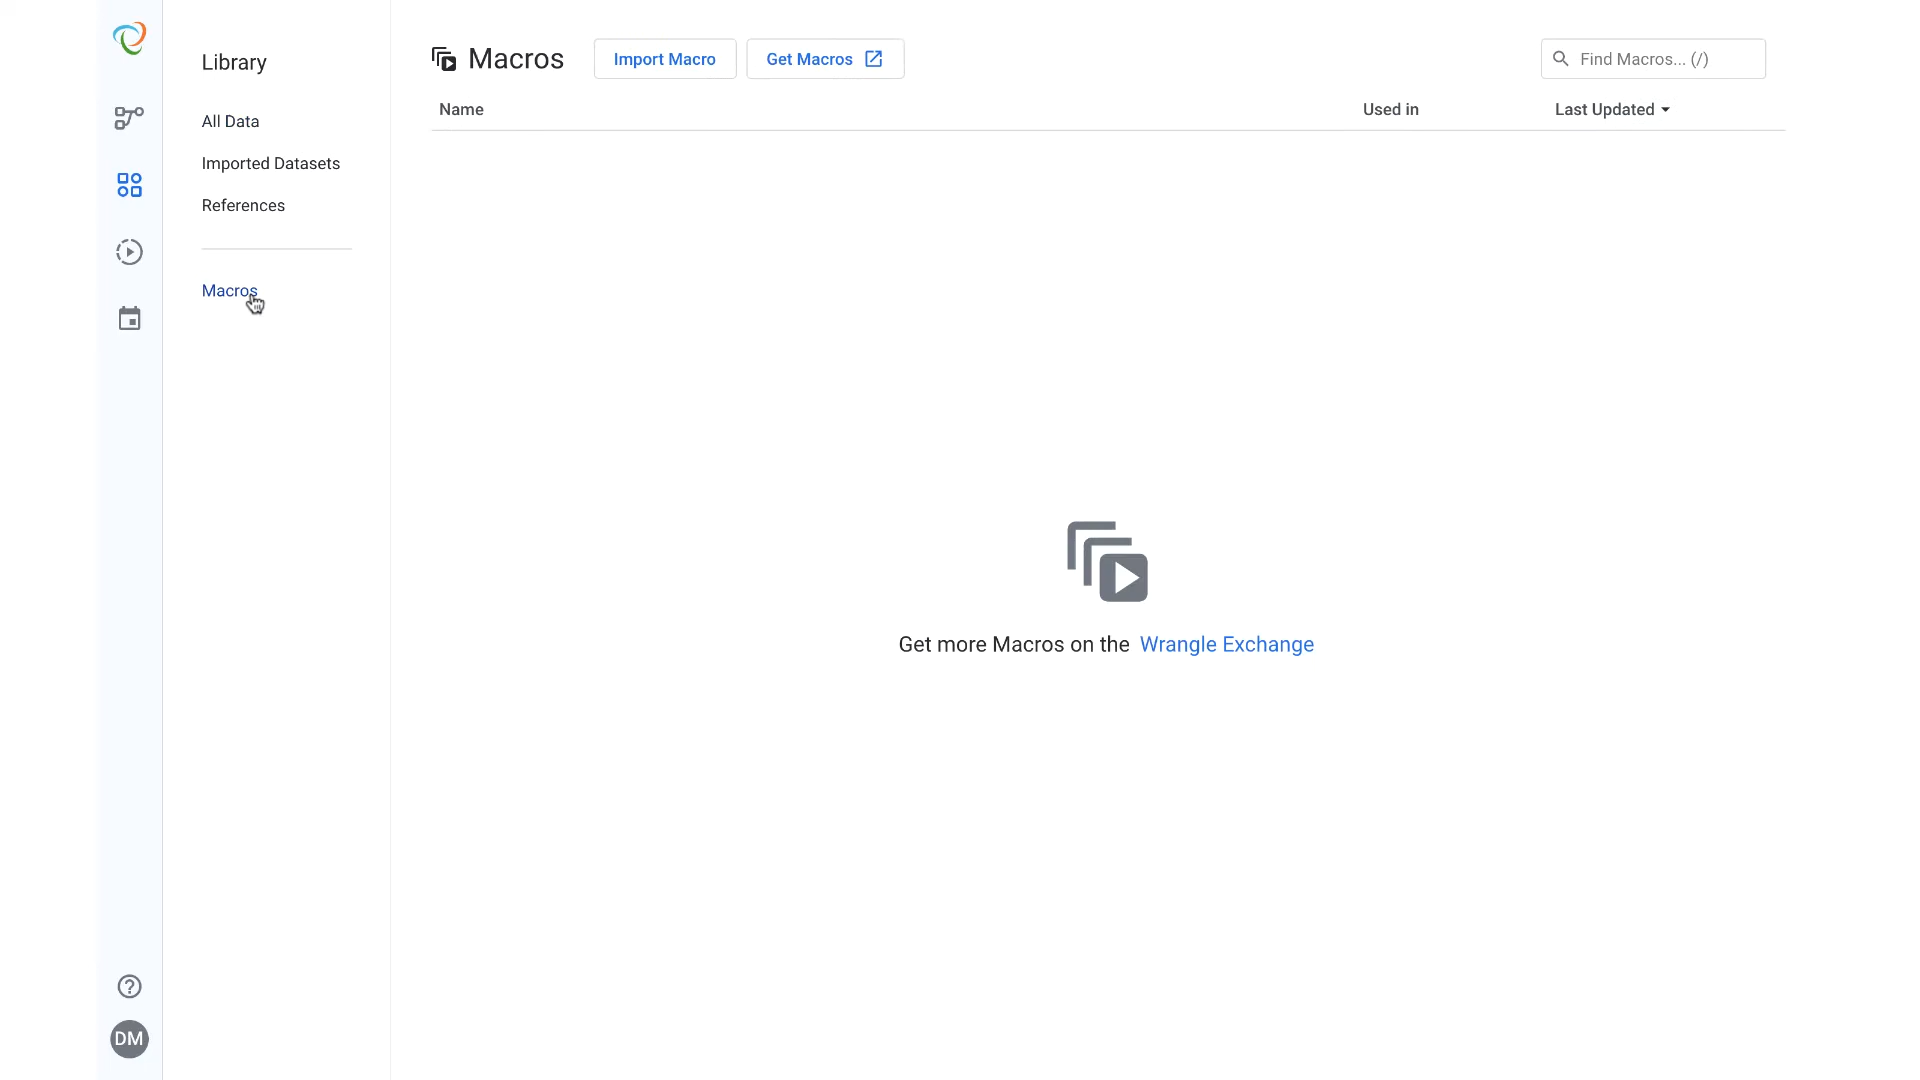 Library
All Data
Imported Datasets
References
Macros
DM
Macros
Import Macro
Get Macros
Find Macros... (/)
Name
Used in
Last Updated
Get more Macros on the Wrangle Exchange